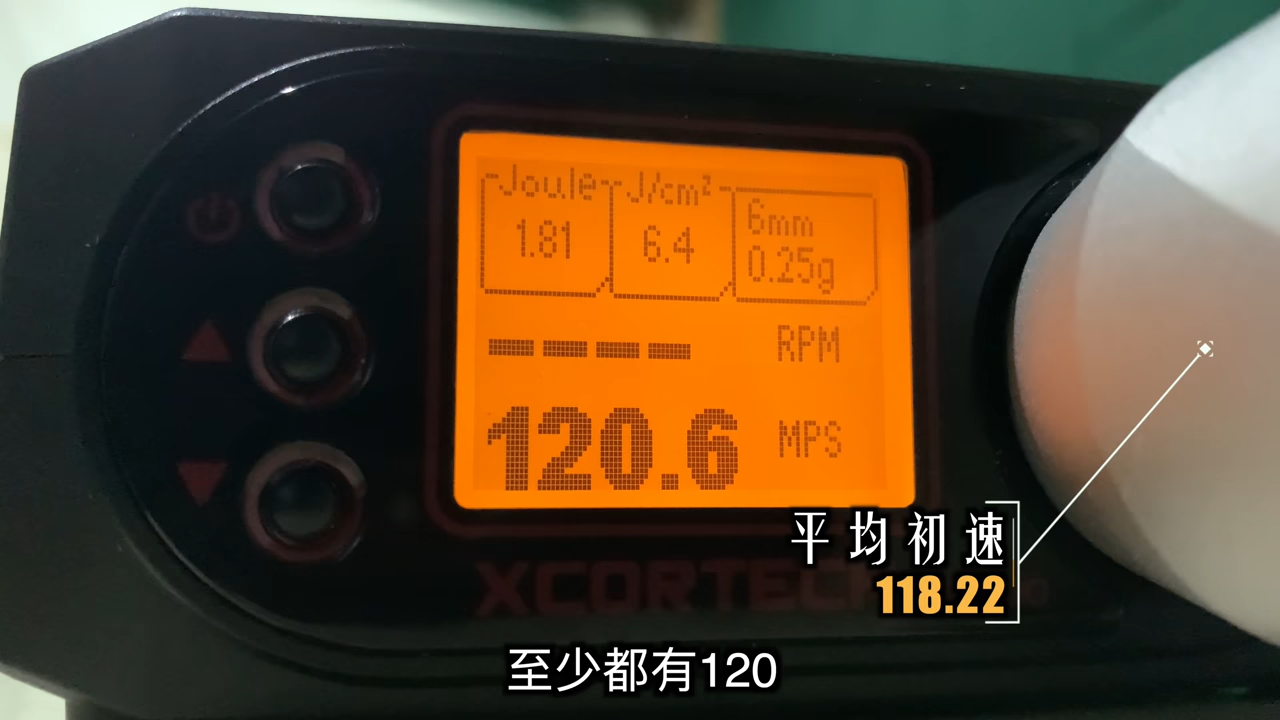 Joule J/cm² 6mm
1.81 6.4 0.25g
---- RPM
120.6 MPS
XCORTECH
平均初速
118.22
至少都有120